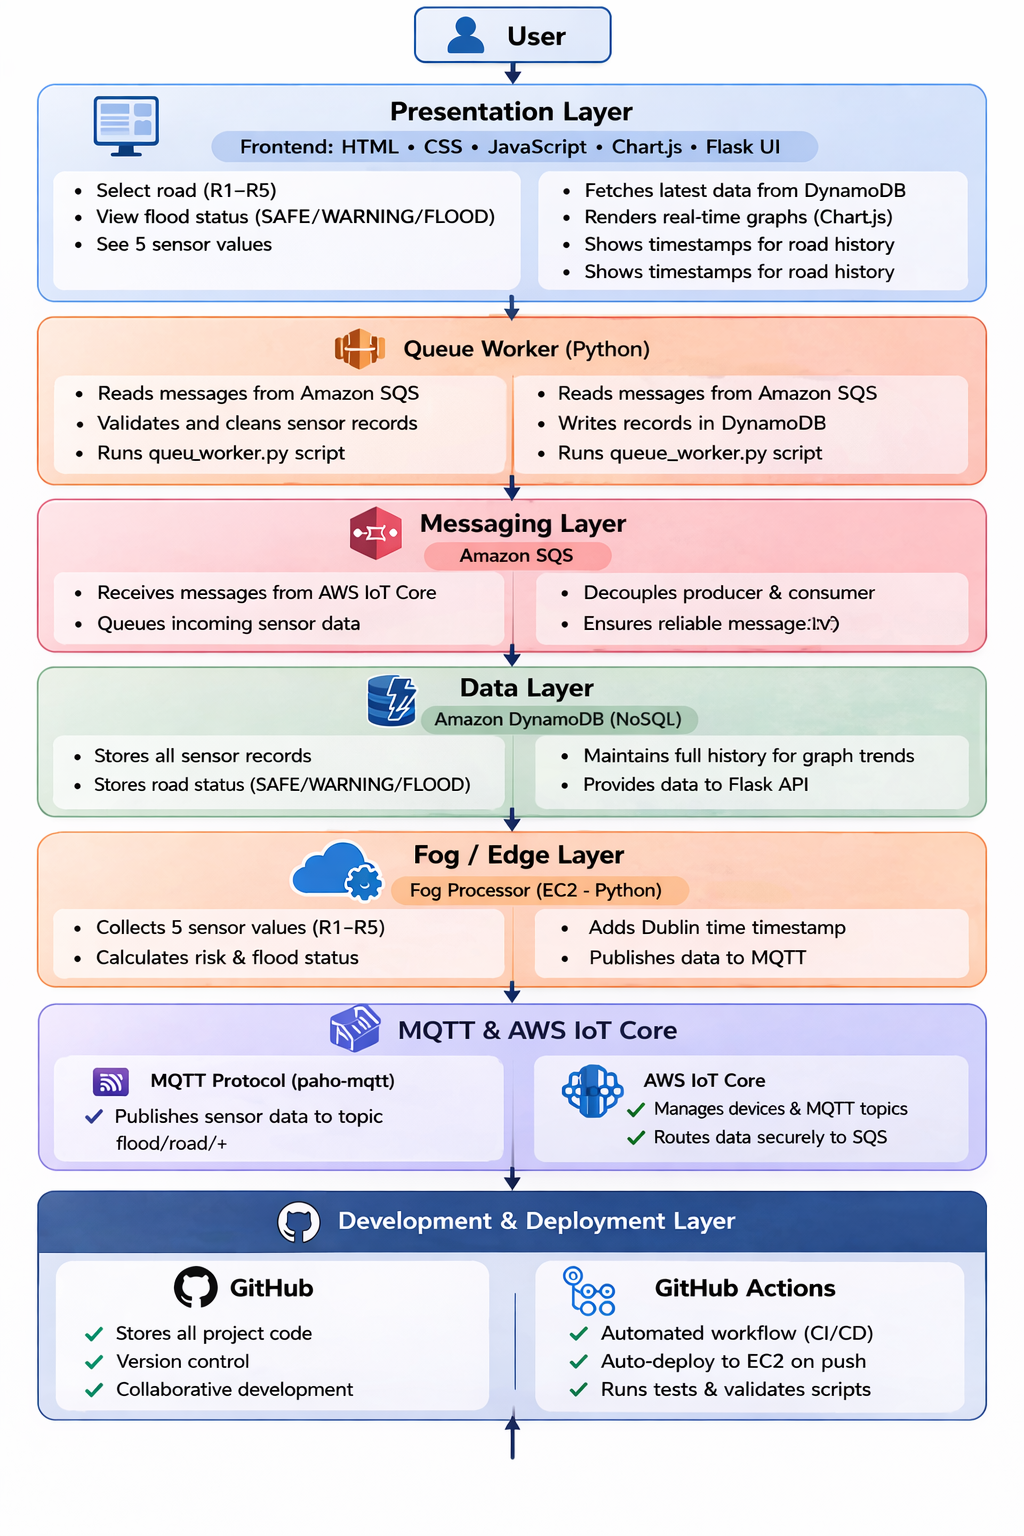 User
Presentation Layer
Frontend: HTML • CSS • JavaScript • Chart.js • Flask UI
• Select road (R1–R5)
• View flood status (SAFE/WARNING/FLOOD)
• See 5 sensor values
• Fetches latest data from DynamoDB
• Renders real-time graphs (Chart.js)
• Shows timestamps for road history
• Shows timestamps for road history
Queue Worker (Python)
• Reads messages from Amazon SQS
• Validates and cleans sensor records
• Runs queu_worker.py script
• Reads messages from Amazon SQS
• Writes records in DynamoDB
• Runs queue_worker.py script
Messaging Layer
Amazon SQS
• Receives messages from AWS IoT Core
• Queues incoming sensor data
• Decouples producer & consumer
• Ensures reliable message
Data Layer
Amazon DynamoDB (NoSQL)
• Stores all sensor records
• Stores road status (SAFE/WARNING/FLOOD)
• Maintains full history for graph trends
• Provides data to Flask API
Fog / Edge Layer
Fog Processor (EC2 - Python)
• Collects 5 sensor values (R1–R5)
• Calculates risk & flood status
• Adds Dublin time timestamp
• Publishes data to MQTT
MQTT & AWS IoT Core
MQTT Protocol (paho-mqtt)
✓ Publishes sensor data to topic
flood/road/+
AWS IoT Core
✓ Manages devices & MQTT topics
✓ Routes data securely to SQS
Development & Deployment Layer
GitHub
✓ Stores all project code
✓ Version control
✓ Collaborative development
GitHub Actions
✓ Automated workflow (CI/CD)
✓ Auto-deploy to EC2 on push
✓ Runs tests & validates scripts